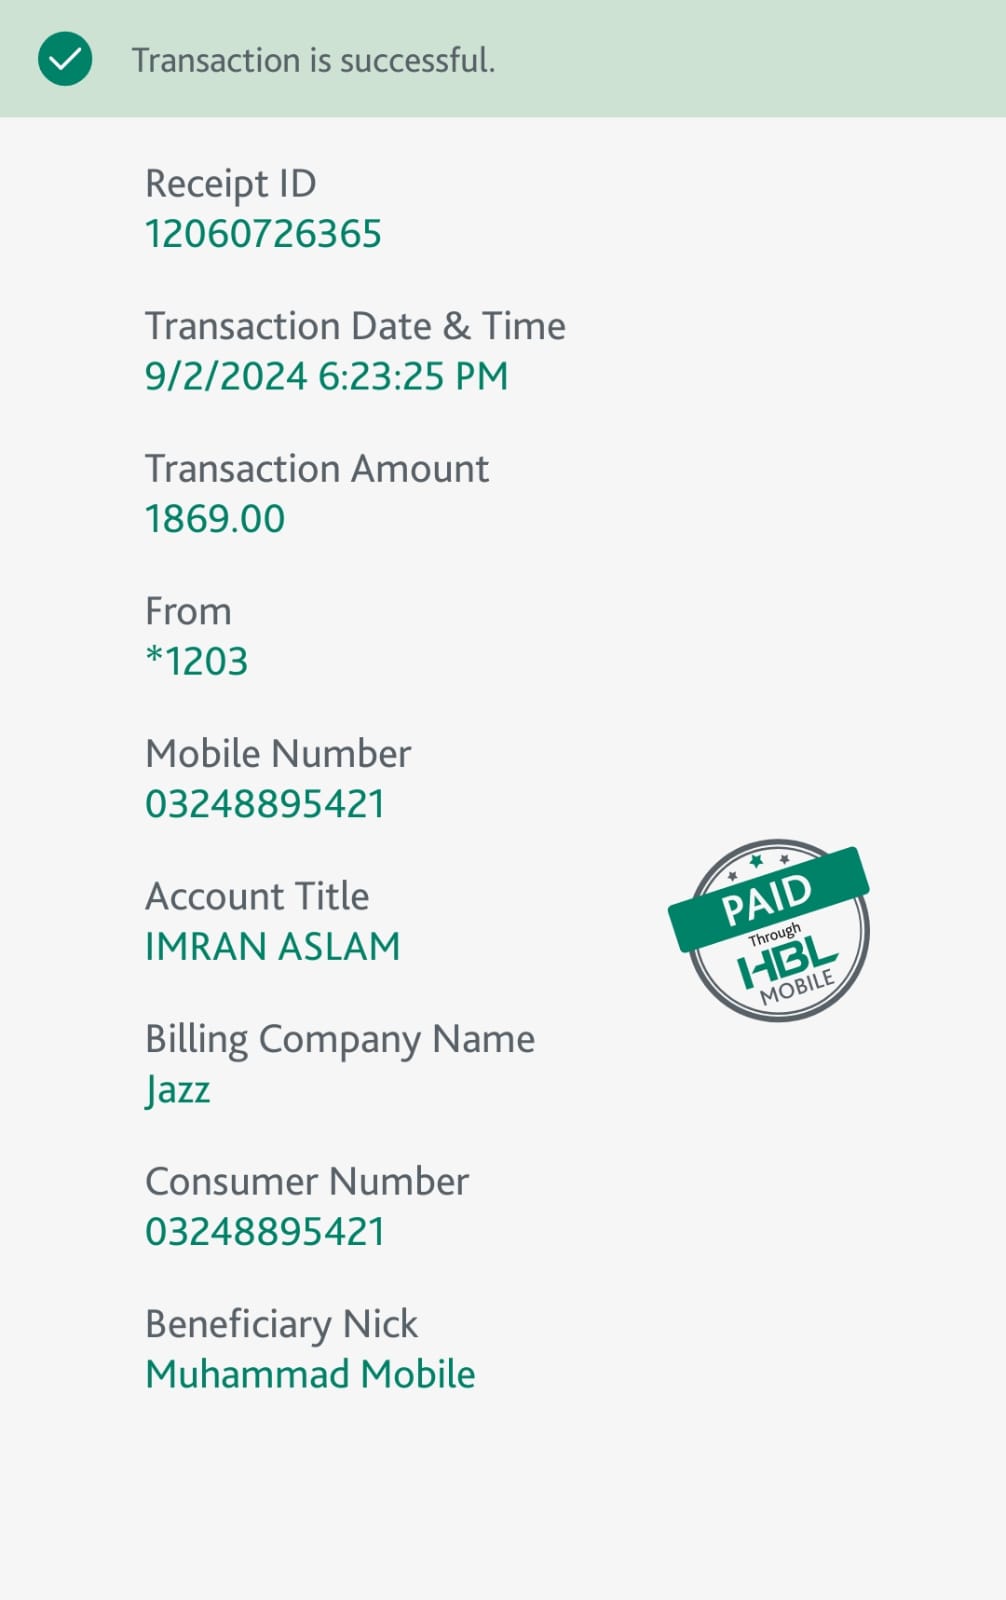 Transaction is successful.
Receipt ID
12060726365
Transaction Date & Time
9/2/2024 6:23:25 PM
Transaction Amount
1869.00
From
*1203
Mobile Number
03248895421
Account Title
IMRAN ASLAM
PAID
Through
HBL
MOBILE
Billing Company Name
Jazz
Consumer Number
03248895421
Beneficiary Nick
Muhammad Mobile